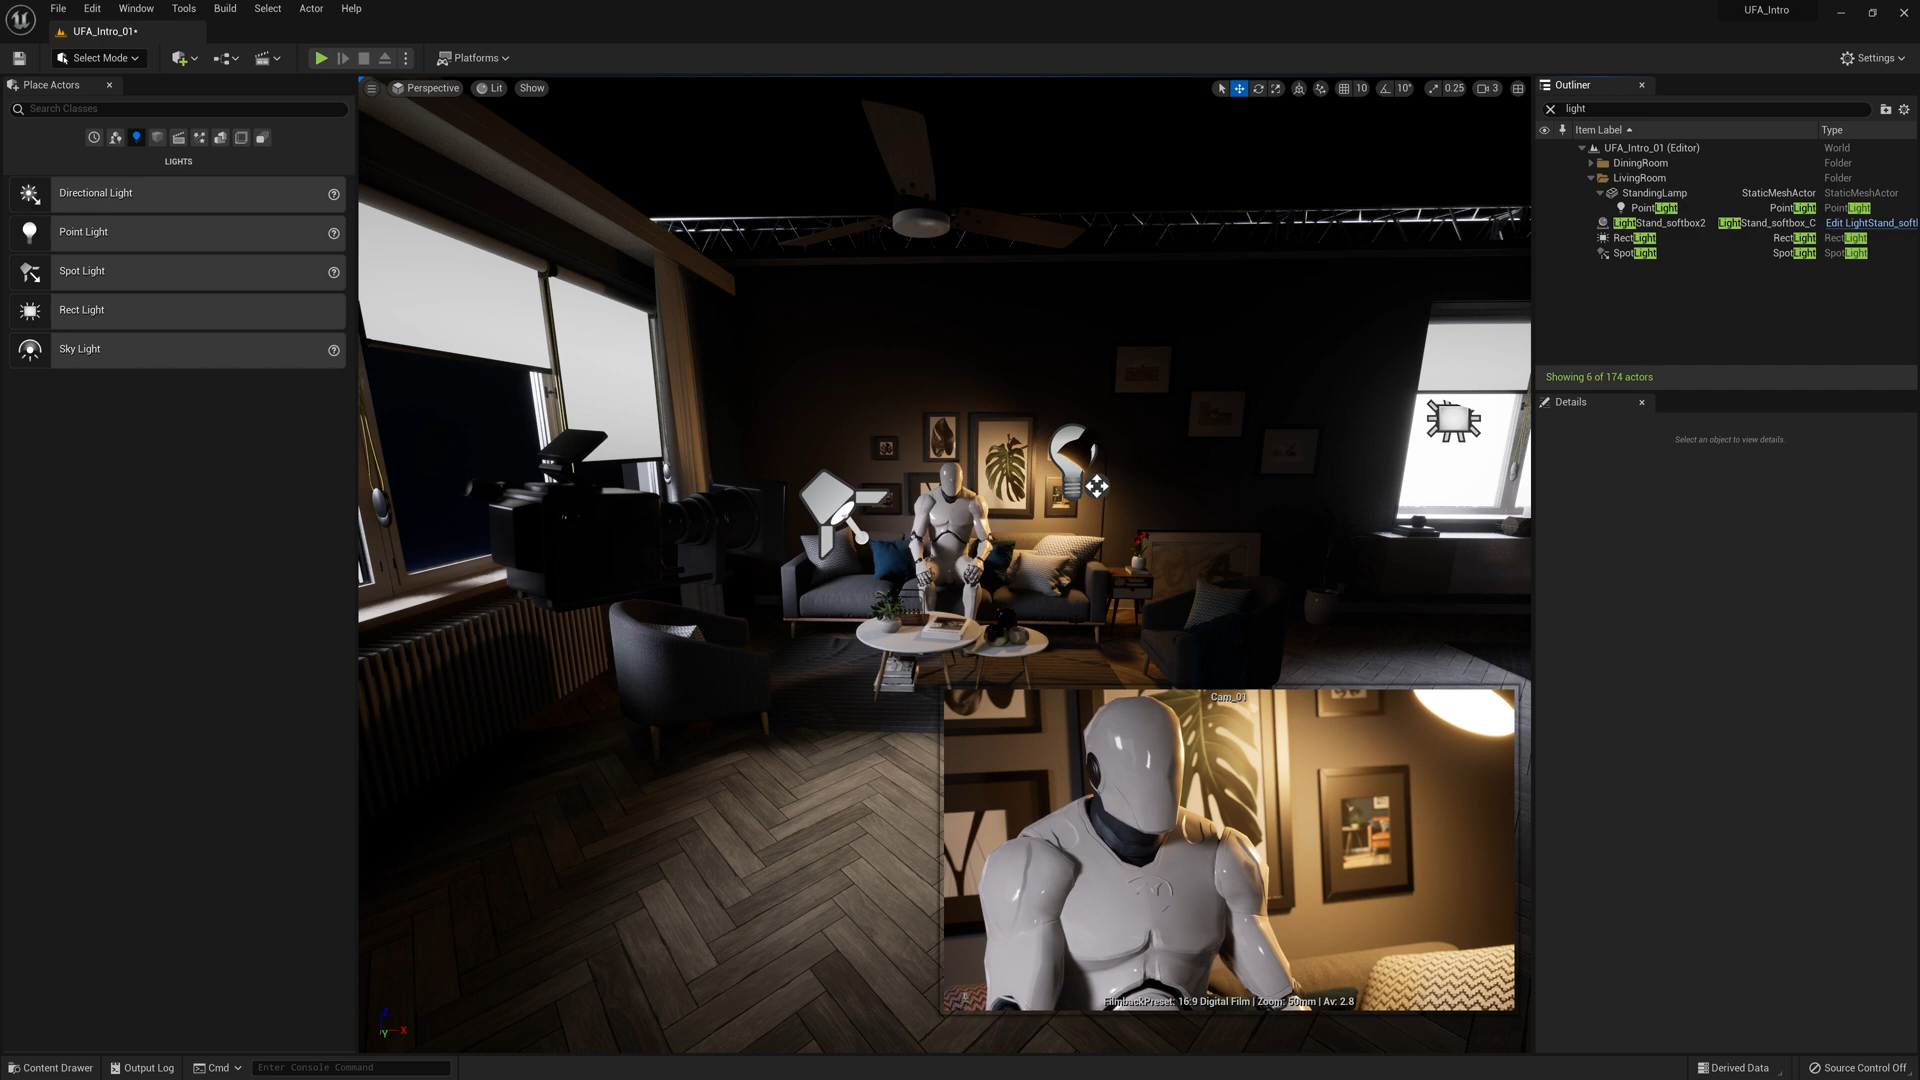 File Edit Window Tools Build Select Actor Help
UFA_Intro
UFA_Intro_01*
Select Mode
Platforms
Settings
Place Actors
Search Classes
LIGHTS
Directional Light
Point Light
Spot Light
Rect Light
Sky Light
Perspective Lit Show
10 10° 0.25 3
Cam_01
FilmbackPreset: 16:9 Digital Film | Zoom: 50mm | Av: 2.8
Z
X
Y
Outliner
light
Item Label Type
UFA_Intro_01 (Editor) World
DiningRoom Folder
LivingRoom Folder
StandingLamp StaticMeshActor StaticMeshActor
PointLight PointLight PointLight
LightStand_softbox2 LightStand_softbox_C Edit LightStand_softl
RectLight RectLight RectLight
SpotLight SpotLight SpotLight
Showing 6 of 174 actors
Details
Select an object to view details.
Content Drawer Output Log Cmd Enter Console Command Derived Data Source Control Off